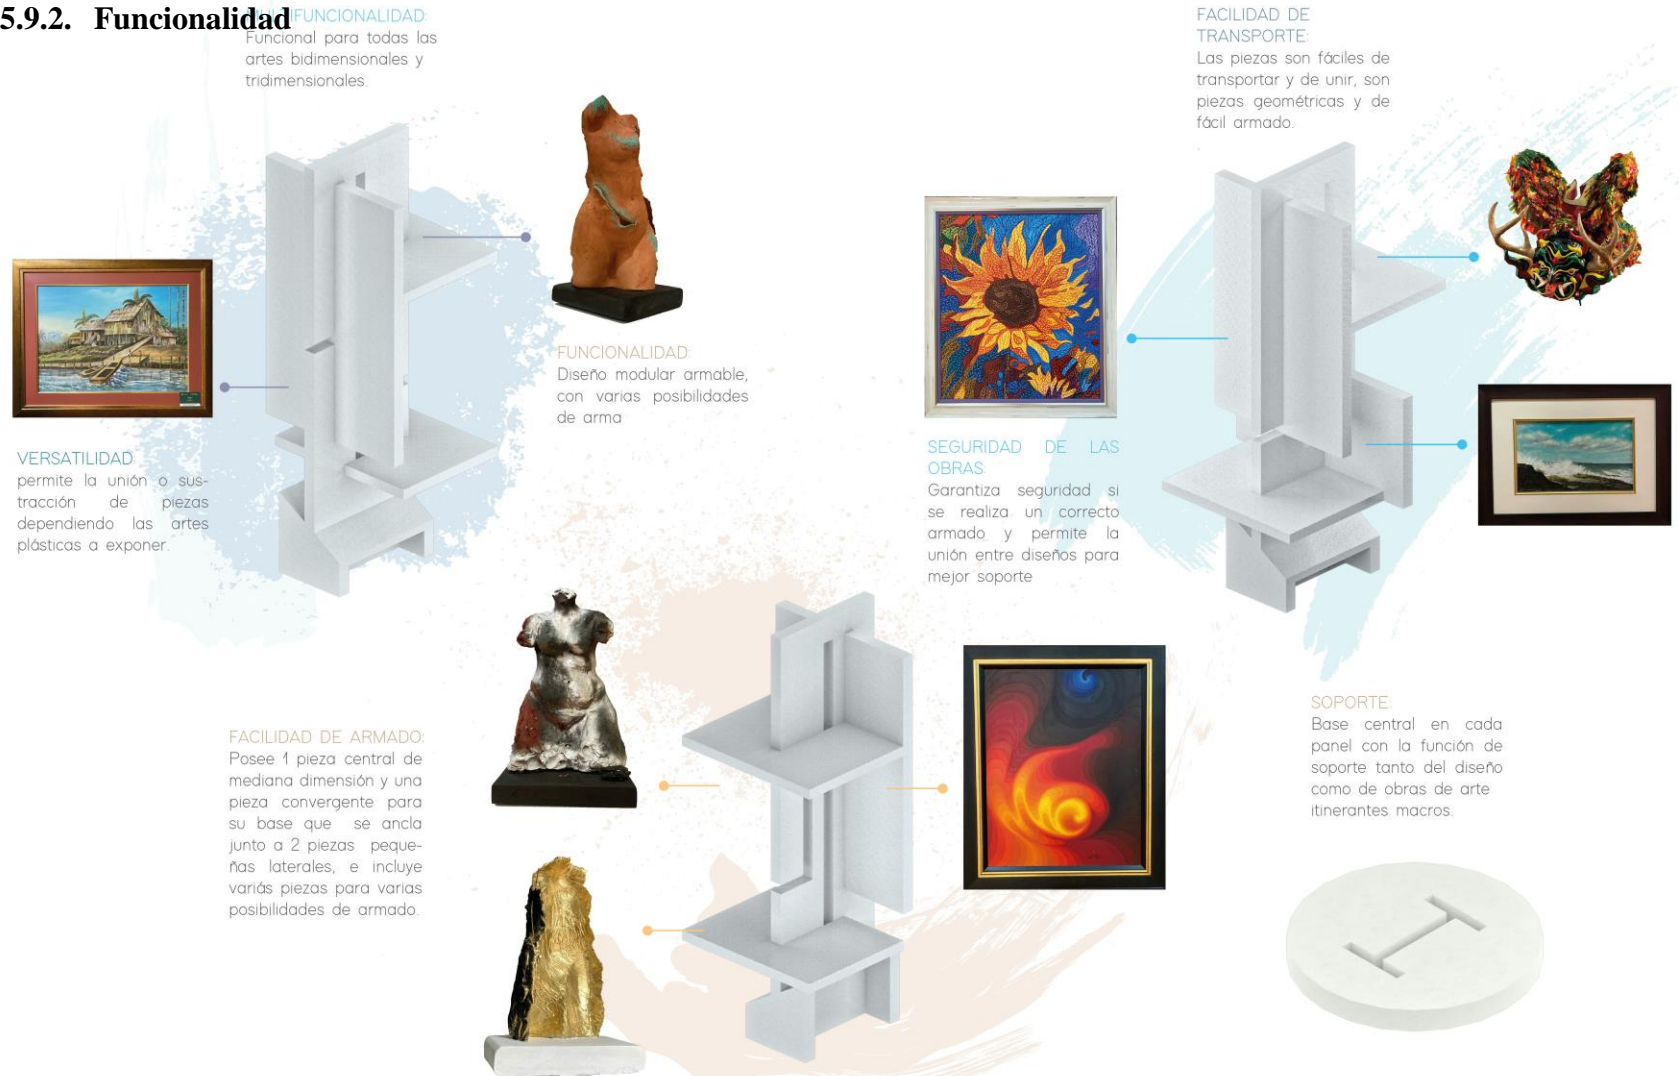 5.9.2. Funcionalidad
MULTIFUNCIONALIDAD:
Funcional para todas las
artes bidimensionales y
tridimensionales.
FACILIDAD DE
TRANSPORTE:
Las piezas son fáciles de
transportar y de unir, son
piezas geométricas y de
fácil armado.
FUNCIONALIDAD:
Diseño modular armable,
con varias posibilidades
de arma
VERSATILIDAD:
permite la unión o sus-
tracción de piezas
dependiendo las artes
plásticas a exponer.
SEGURIDAD DE LAS
OBRAS:
Garantiza seguridad si
se realiza un correcto
armado y permite la
unión entre diseños para
mejor soporte
FACILIDAD DE ARMADO:
Posee 1 pieza central de
mediana dimensión y una
pieza convergente para
su base que se ancla
junto a 2 piezas peque-
ñas laterales, e incluye
variás piezas para varias
posibilidades de armado.
SOPORTE:
Base central en cada
panel con la función de
soporte tanto del diseño
como de obras de arte
itinerantes macros.